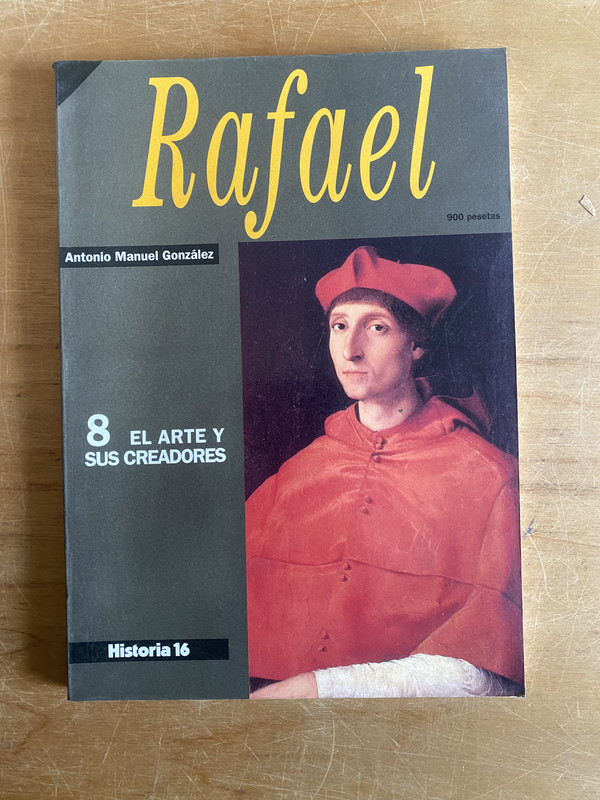 Rafael
900 pesetas
Antonio Manuel González
8 EL ARTE Y
SUS CREADORES
Historia 16